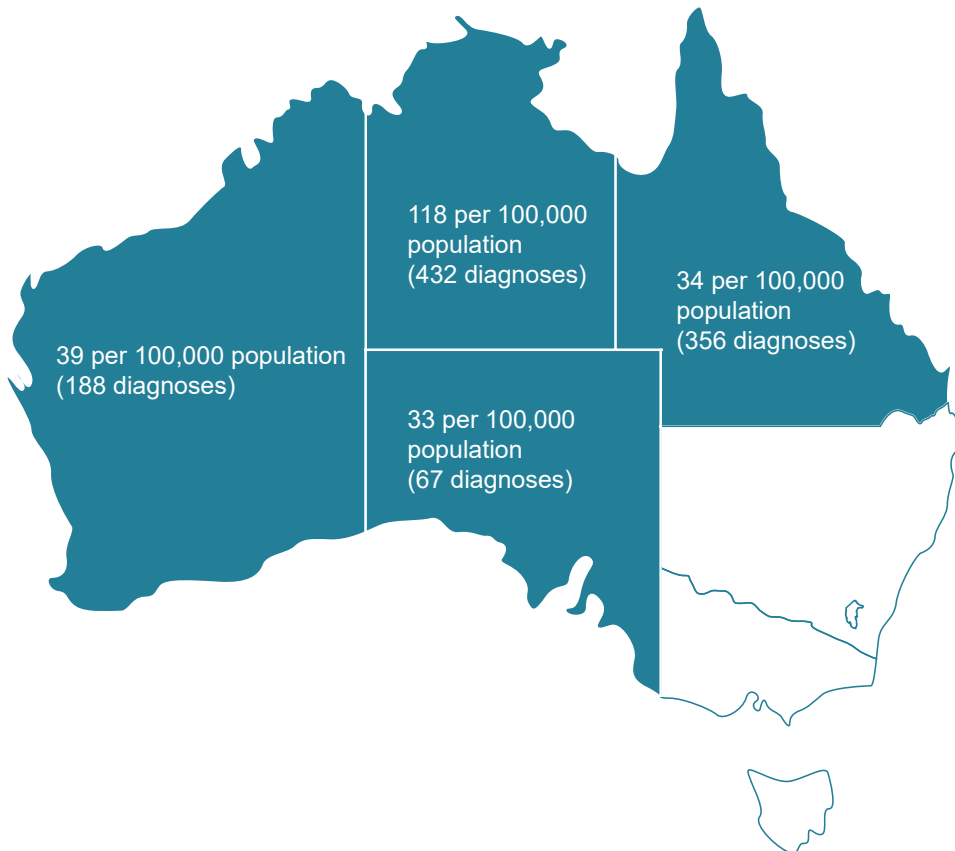 118 per 100,000
population
(432 diagnoses)
34 per 100,000
population
(356 diagnoses)
39 per 100,000 population
(188 diagnoses)
33 per 100,000
population
(67 diagnoses)